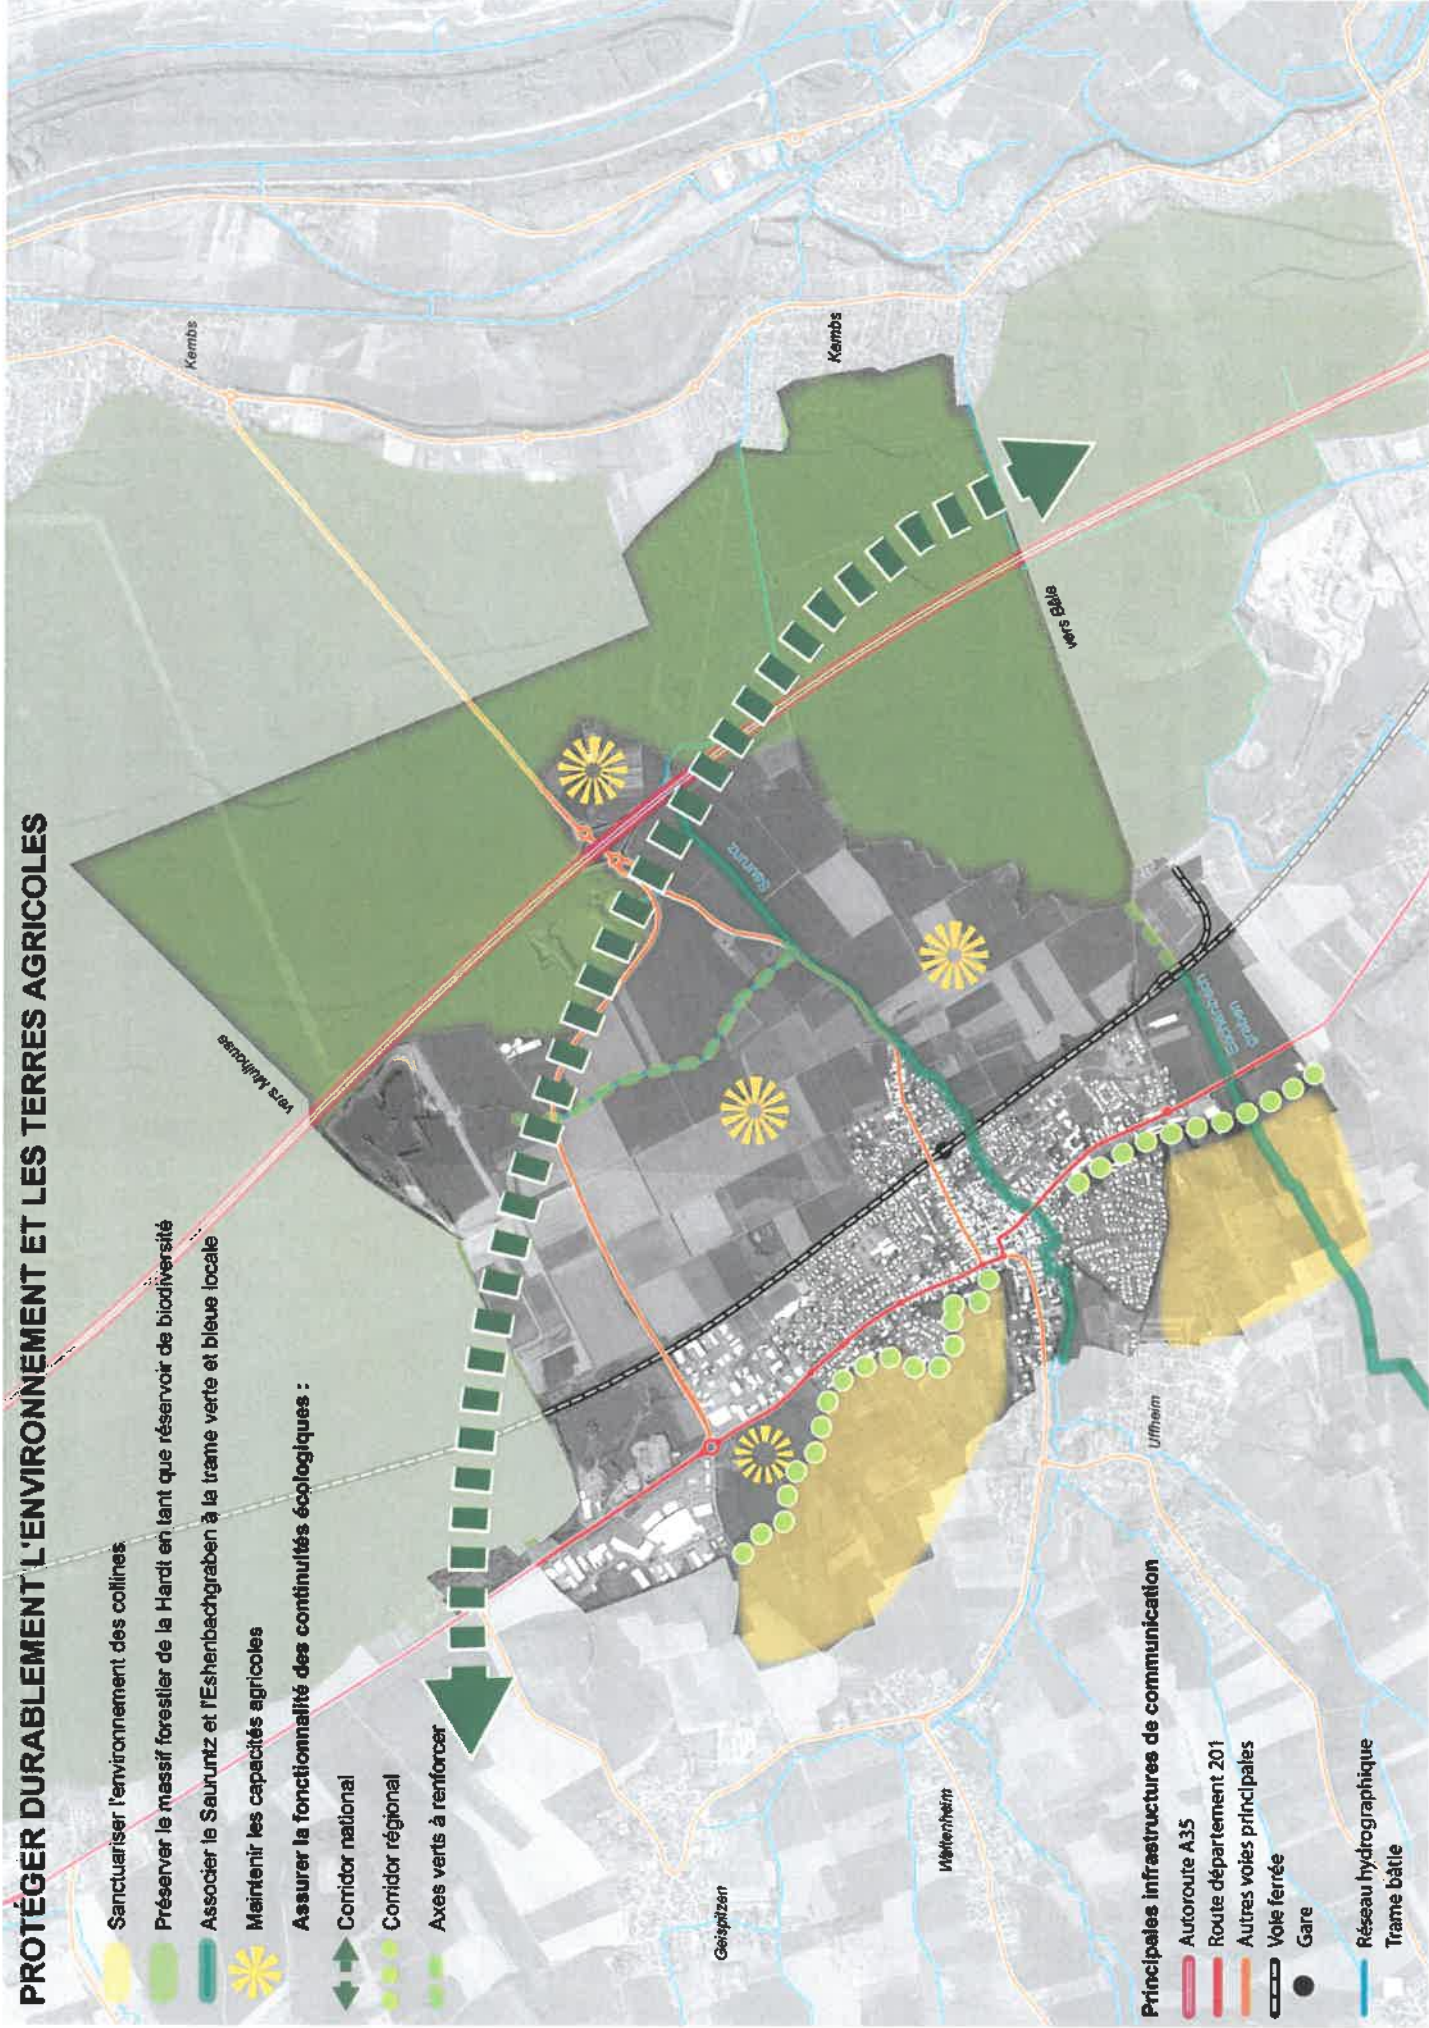 PROTÉGER DURABLEMENT L'ENVIRONNEMENT ET LES TERRES AGRICOLES
Sanctuariser l'environnement des collines
Préserver le massif forestier de la Hardt en tant que réservoir de biodiversité
Associer le Sauruntz et l'Eshenbachgraben à la trame verte et bleue locale
Maintenir les capacités agricoles
Assurer la fonctionnalité des continuités écologiques :
Corridor national
Corridor régional
Axes verts à renforcer
Principales infrastructures de communication
Autoroute A35
Route département 201
Autres voies principales
Voie ferrée
Gare
Réseau hydrographique
Trame bâtie
vers Mulhouse
vers Bâle
Kembs
Kembs
Sauruntz
graben
Uffheim
Geispitzen